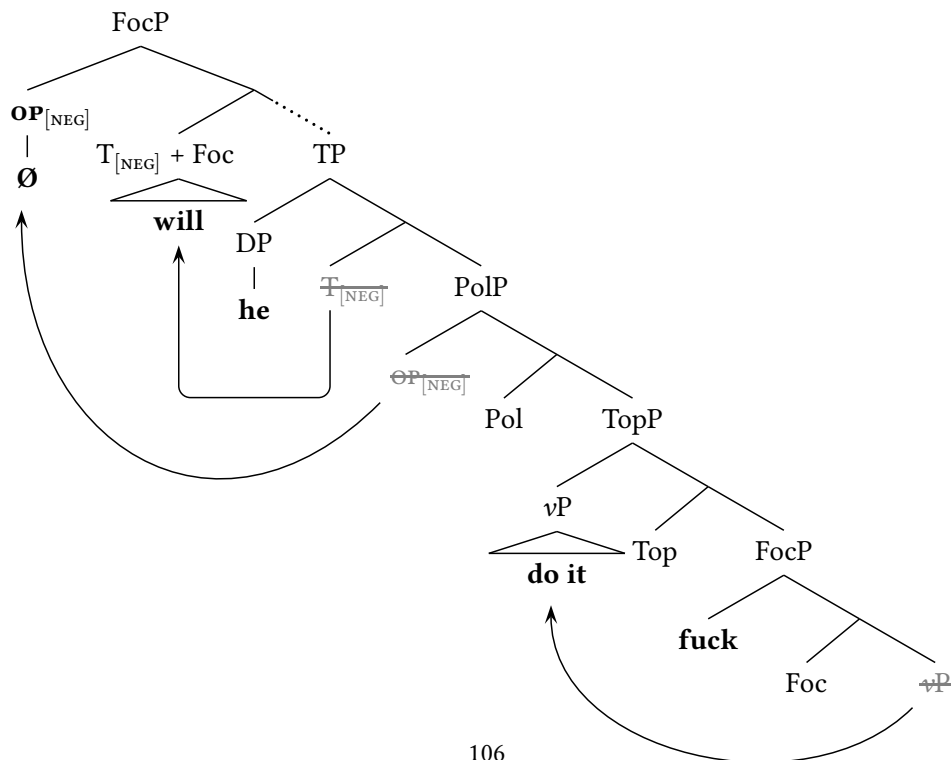 FocP
OP[NEG]
Ø
T[NEG] + Foc
will
TP
DP
he
T[NEG]
PolP
OP[NEG]
Pol
TopP
vP
do it
Top
FocP
fuck
Foc
vP
106